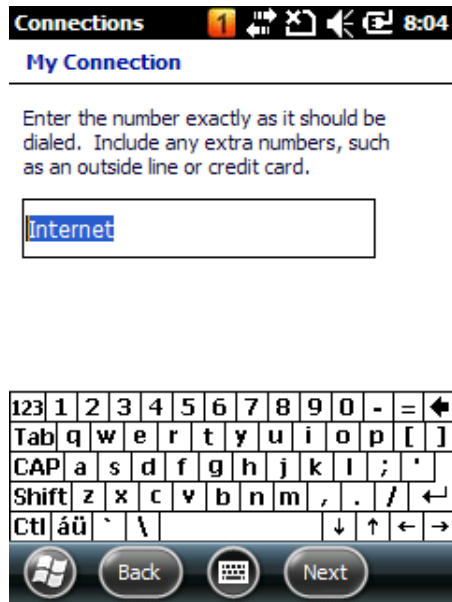 Connections 1 8:04
My Connection
Enter the number exactly as it should be
dialed. Include any extra numbers, such
as an outside line or credit card.
Internet
123 1 2 3 4 5 6 7 8 9 0 - = 
Tab q w e r t y u i o p [ ]
CAP a s d f g h j k l ; '
Shift z x c v b n m , . / ↵
Ctl áü ` \ ↓ ↑ ← →
Back Next